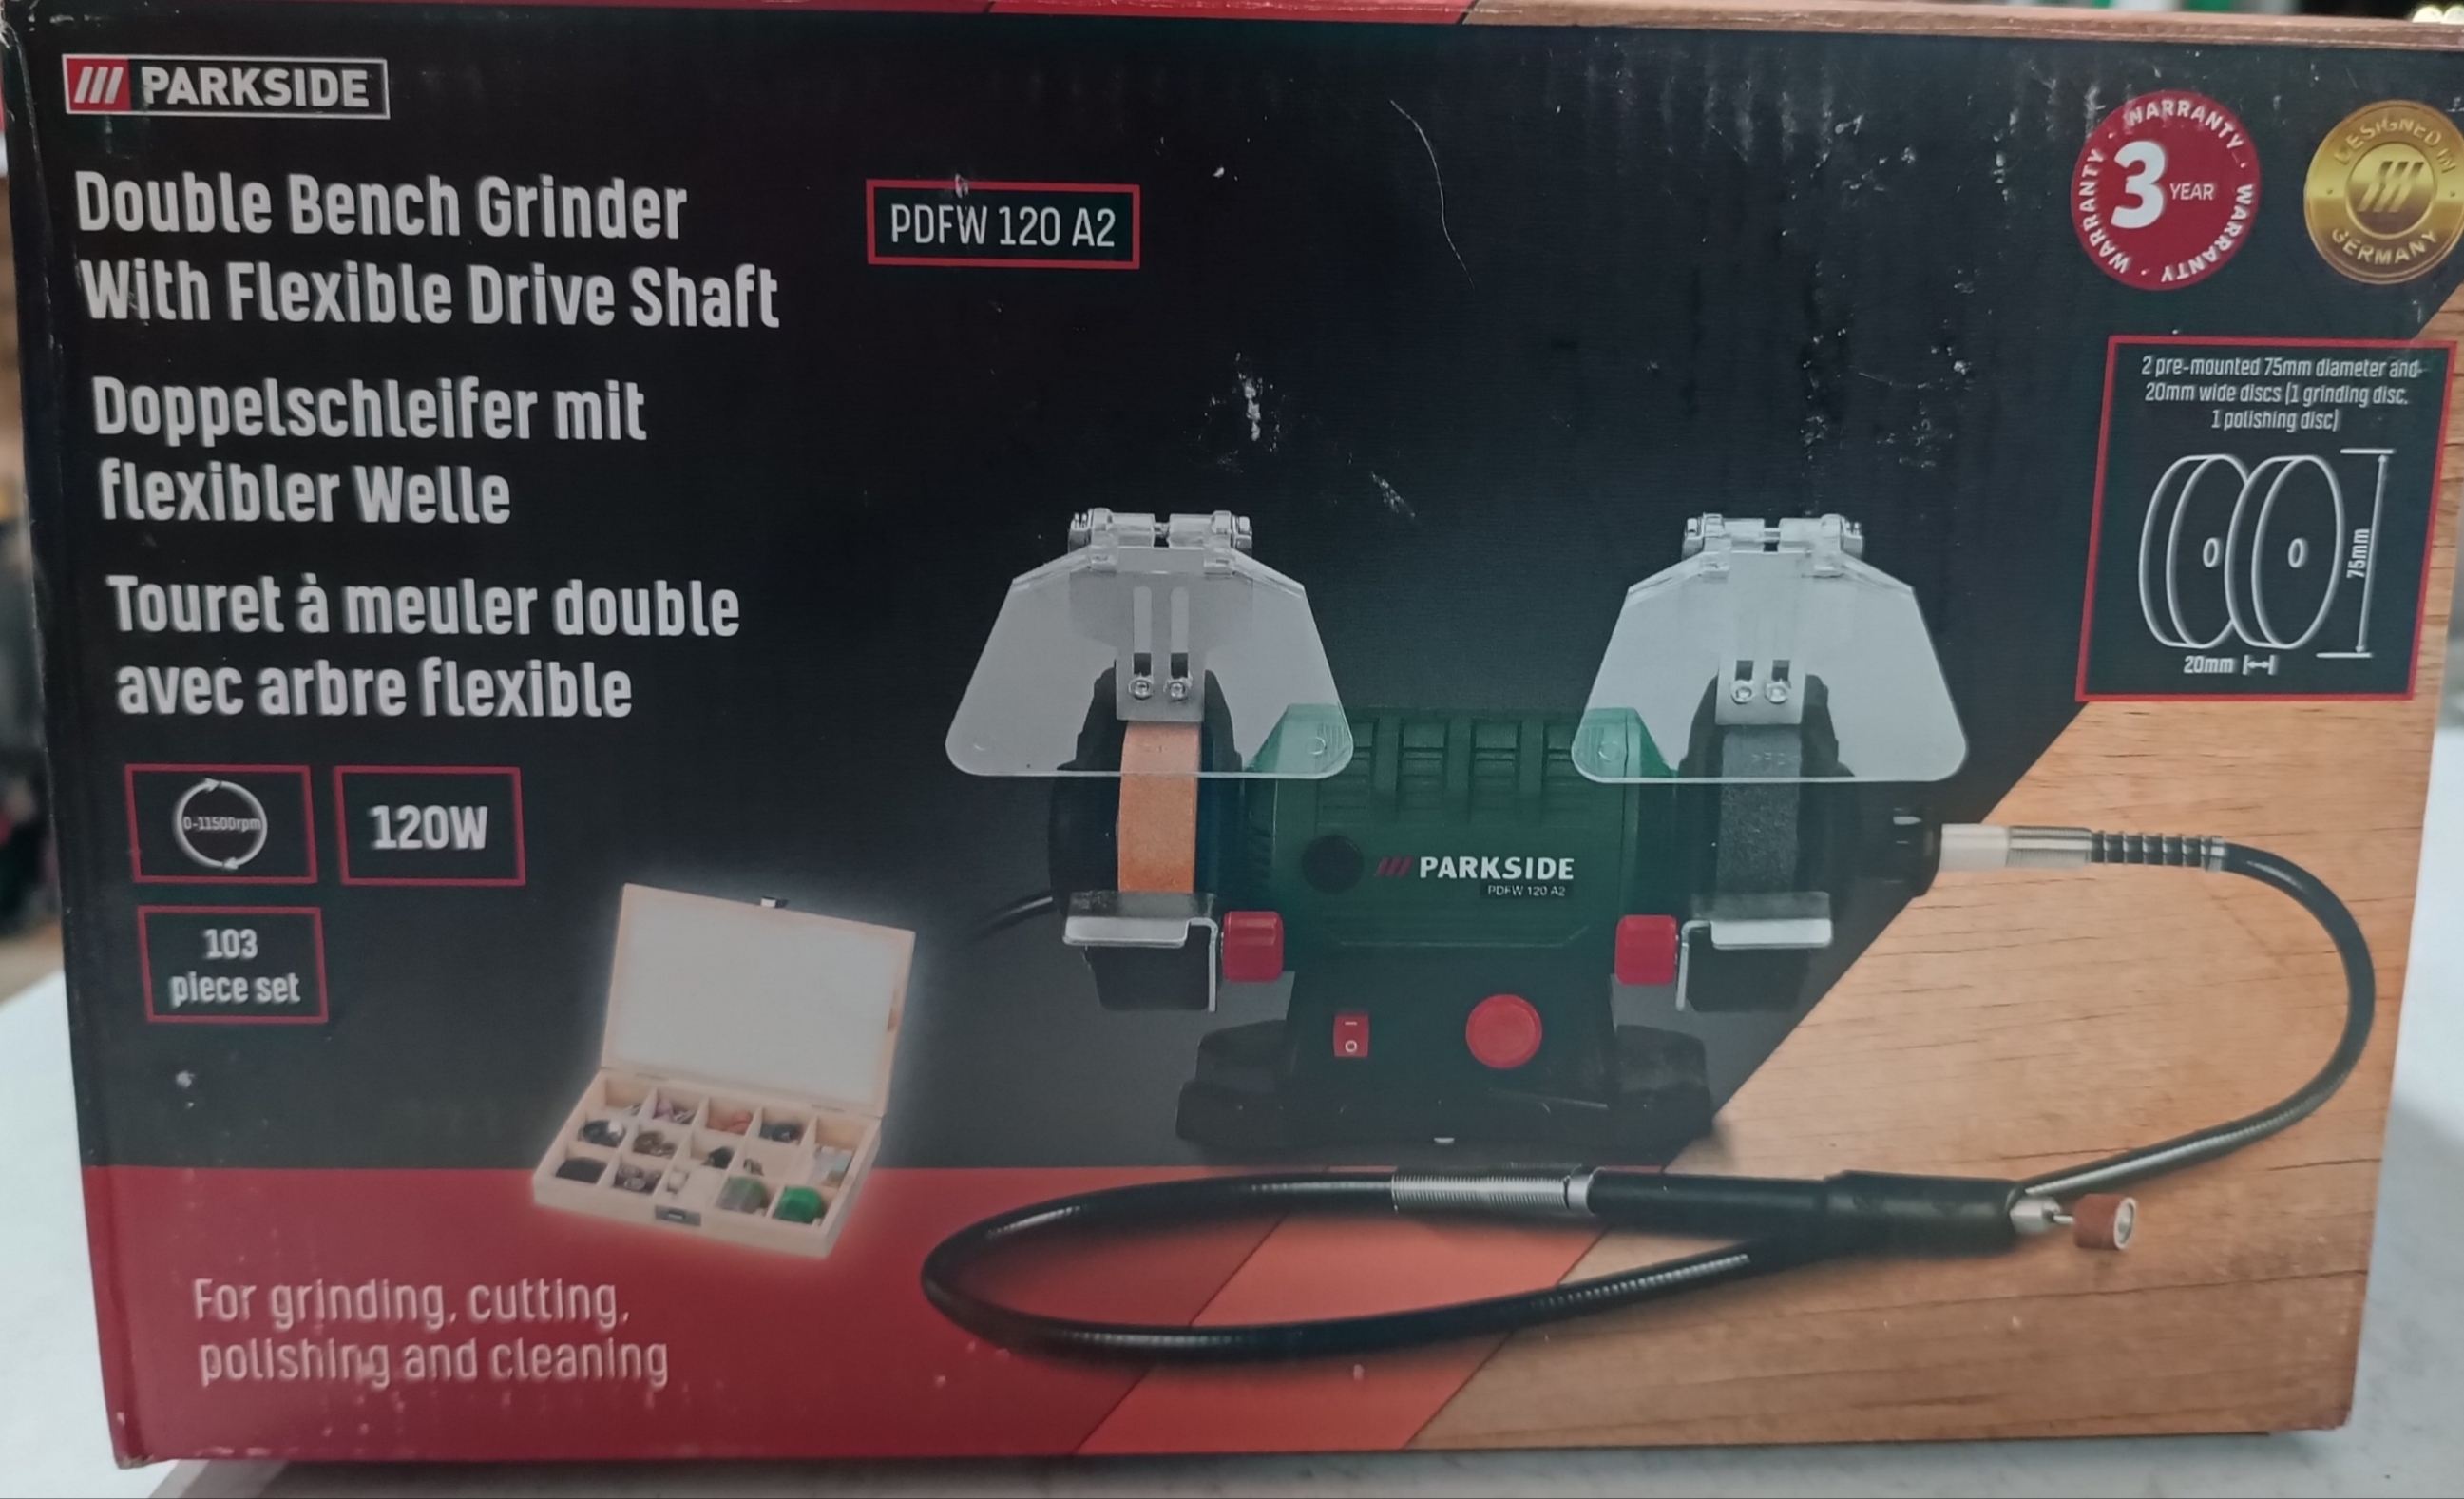 PARKSIDE
Double Bench Grinder
With Flexible Drive Shaft
PDFW 120 A2
Doppelschleifer mit
flexibler Welle
Touret à meuler double
avec arbre flexible
0-11500rpm
120W
103
piece set
For grinding, cutting,
polishing and cleaning
WARRANTY · WARRANTY · WARRANTY ·
3 YEAR
DESIGNED IN
GERMANY
2 pre-mounted 75mm diameter and
20mm wide discs (1 grinding disc,
1 polishing disc)
75mm
20mm
PARKSIDE
PDFW 120 A2
I
O